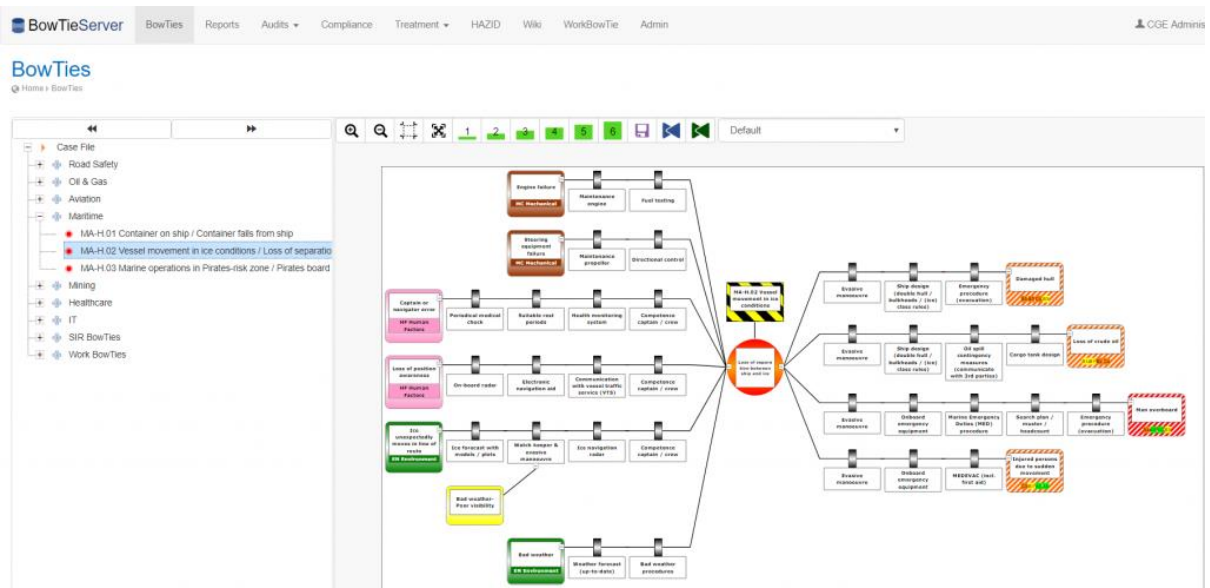 BowTieServer BowTies Reports Audits Compliance Treatment HAZID Wiki WorkBowTie Admin CGE Adminis
BowTies
Home › BowTies
1 2 3 4 5 6 Default
Case File
Road Safety
Oil & Gas
Aviation
Maritime
MA-H.01 Container on ship / Container falls from ship
MA-H.02 Vessel movement in ice conditions / Loss of separatio
MA-H.03 Marine operations in Pirates-risk zone / Pirates board
Mining
Healthcare
IT
SIR BowTies
Work BowTies
Engine failure
MC Mechanical
Maintenance
engine
Fuel testing
Steering
equipment
failure
MC Mechanical
Maintenance
propeller
Directional control
Captain or
navigator error
HF Human
Factors
Periodical medical
check
Suitable rest
periods
Health monitoring
system
Competence
captain / crew
Loss of position
awareness
HF Human
Factors
On-board radar
Electronic
navigation aid
Communication
with vessel traffic
service (VTS)
Competence
captain / crew
Ice
unexpectedly
moves in line of
route
EN Environment
Ice forecast with
models / plots
Watch keeper &
evasive
manoeuvre
Ice navigation
radar
Competence
captain / crew
Bad weather-
Poor visibility
Bad weather
EN Environment
Weather forecast
(up-to-date)
Bad weather
procedures
MA-H.02 Vessel
movement in ice
conditions
Loss of separa
tion between
ship and ice
Evasive
manoeuvre
Ship design
(double hull /
bulkheads / (ice)
class rules)
Emergency
procedure
(evacuation)
Damaged hull
Evasive
manoeuvre
Ship design
(double hull /
bulkheads / (ice)
class rules)
Oil spill
contingency
measures
(communicate
with 3rd parties)
Cargo tank design
Loss of crude oil
Evasive
manoeuvre
Onboard
emergency
equipment
Marine Emergency
Duties (MED)
procedure
Search plan /
muster /
headcount
Emergency
procedure
(evacuation)
Man overboard
Evasive
manoeuvre
Onboard
emergency
equipment
MEDEVAC (incl.
first aid)
Injured persons
due to sudden
movement